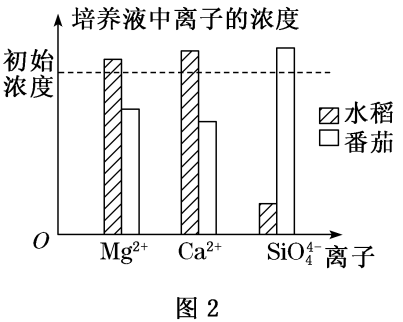 培养液中离子的浓度
初始
浓度
水稻
番茄
O
Mg²⁺ Ca²⁺ SiO₄⁴⁻ 离子
图 2